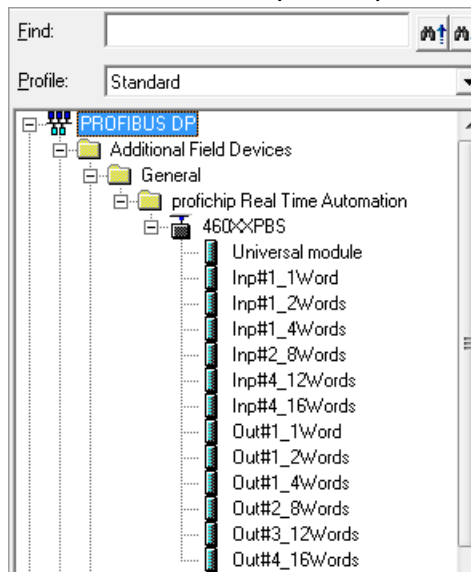 Find:
Profile: Standard
PROFIBUS DP
Additional Field Devices
General
profichip Real Time Automation
460XXPBS
Universal module
Inp#1_1Word
Inp#1_2Words
Inp#1_4Words
Inp#2_8Words
Inp#4_12Words
Inp#4_16Words
Out#1_1Word
Out#1_2Words
Out#1_4Words
Out#2_8Words
Out#3_12Words
Out#4_16Words